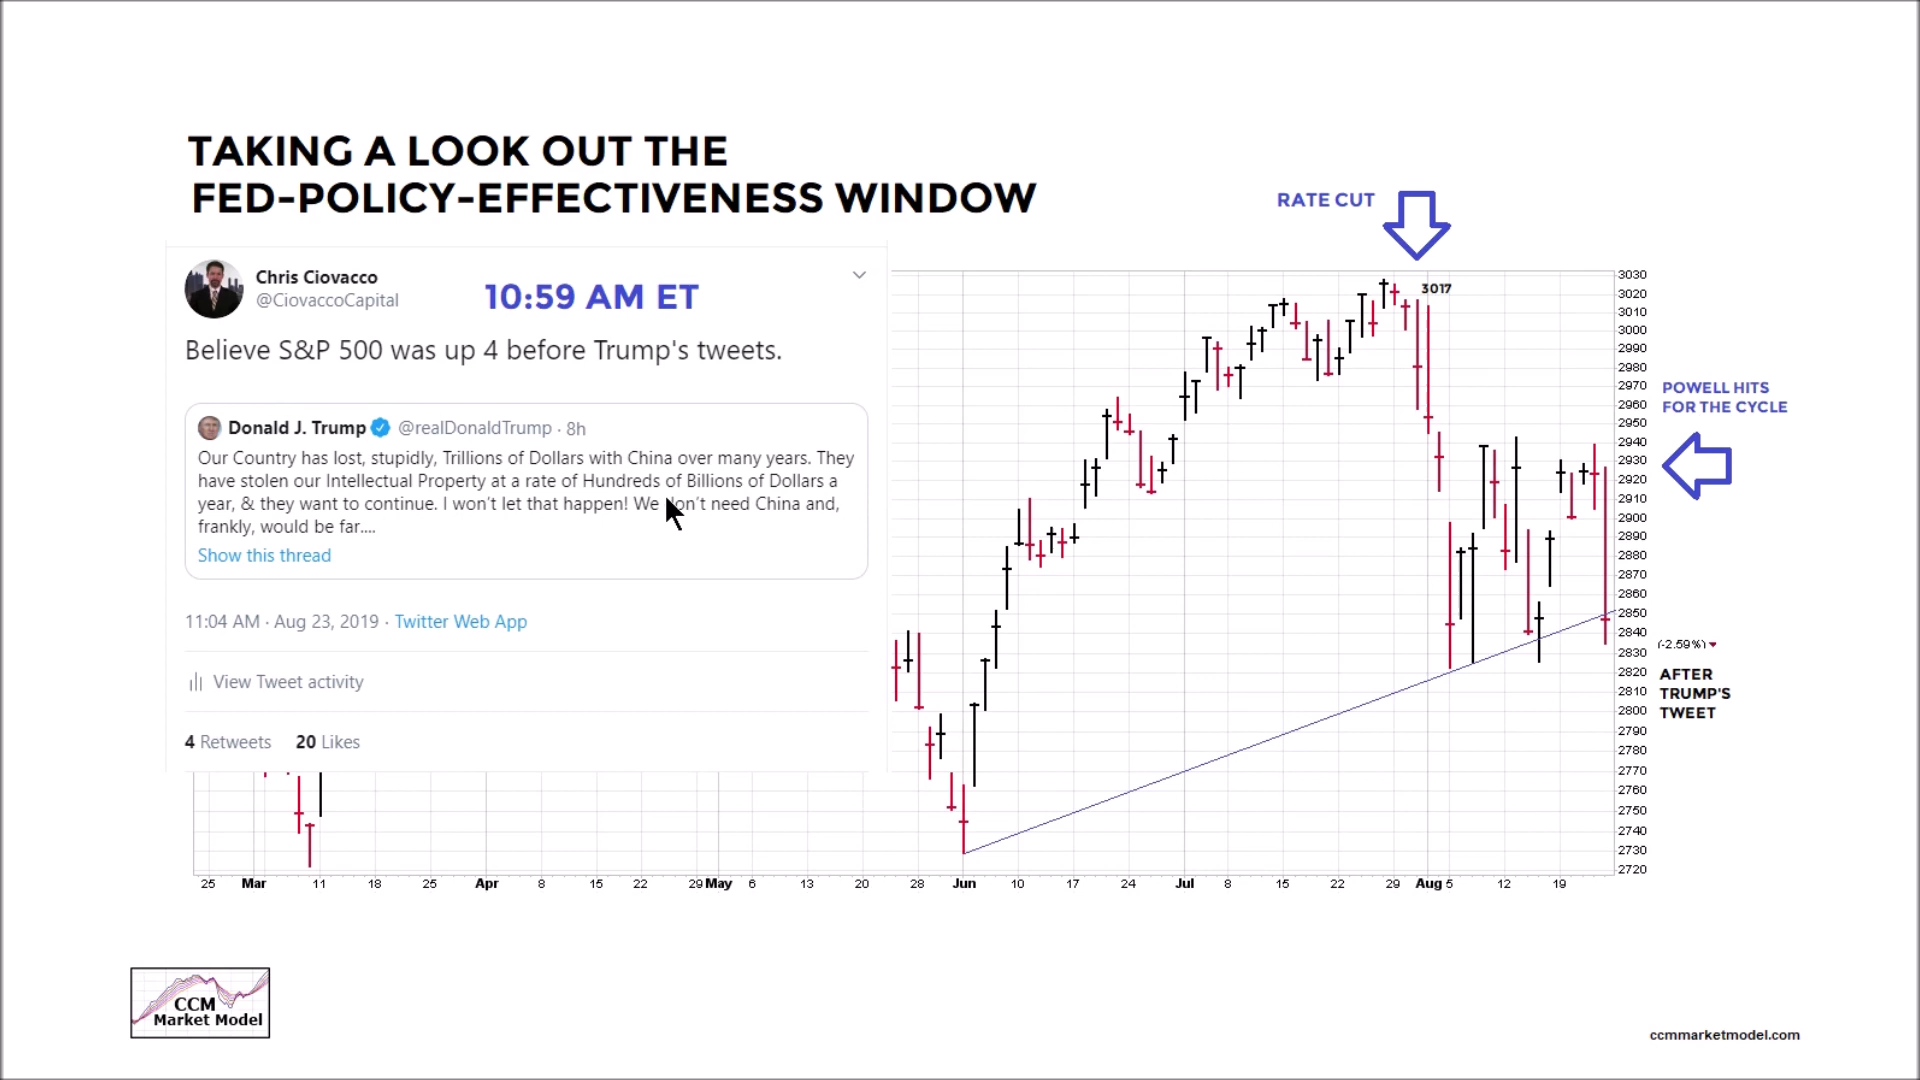 TAKING A LOOK OUT THE
FED-POLICY-EFFECTIVENESS WINDOW
RATE CUT
Chris Ciovacco
@CiovaccoCapital
10:59 AM ET
Believe S&P 500 was up 4 before Trump's tweets.
Donald J. Trump @realDonaldTrump · 8h
Our Country has lost, stupidly, Trillions of Dollars with China over many years. They
have stolen our Intellectual Property at a rate of Hundreds of Billions of Dollars a
year, & they want to continue. I won't let that happen! We don't need China and,
frankly, would be far....
Show this thread
11:04 AM · Aug 23, 2019 · Twitter Web App
View Tweet activity
4 Retweets 20 Likes
3017
3030
3020
3010
3000
2990
2980
2970
2960
2950
2940
2930
2920
2910
2900
2890
2880
2870
2860
2850
2840
2830
2820
2810
2800
2790
2780
2770
2760
2750
2740
2730
2720
POWELL HITS
FOR THE CYCLE
(-2.59%)
AFTER
TRUMP'S
TWEET
25 Mar 11 18 25 Apr 8 15 22 29 May 6 13 20 28 Jun 10 17 24 Jul 8 15 22 29 Aug 5 12 19
CCM
Market Model
ccmmarketmodel.com